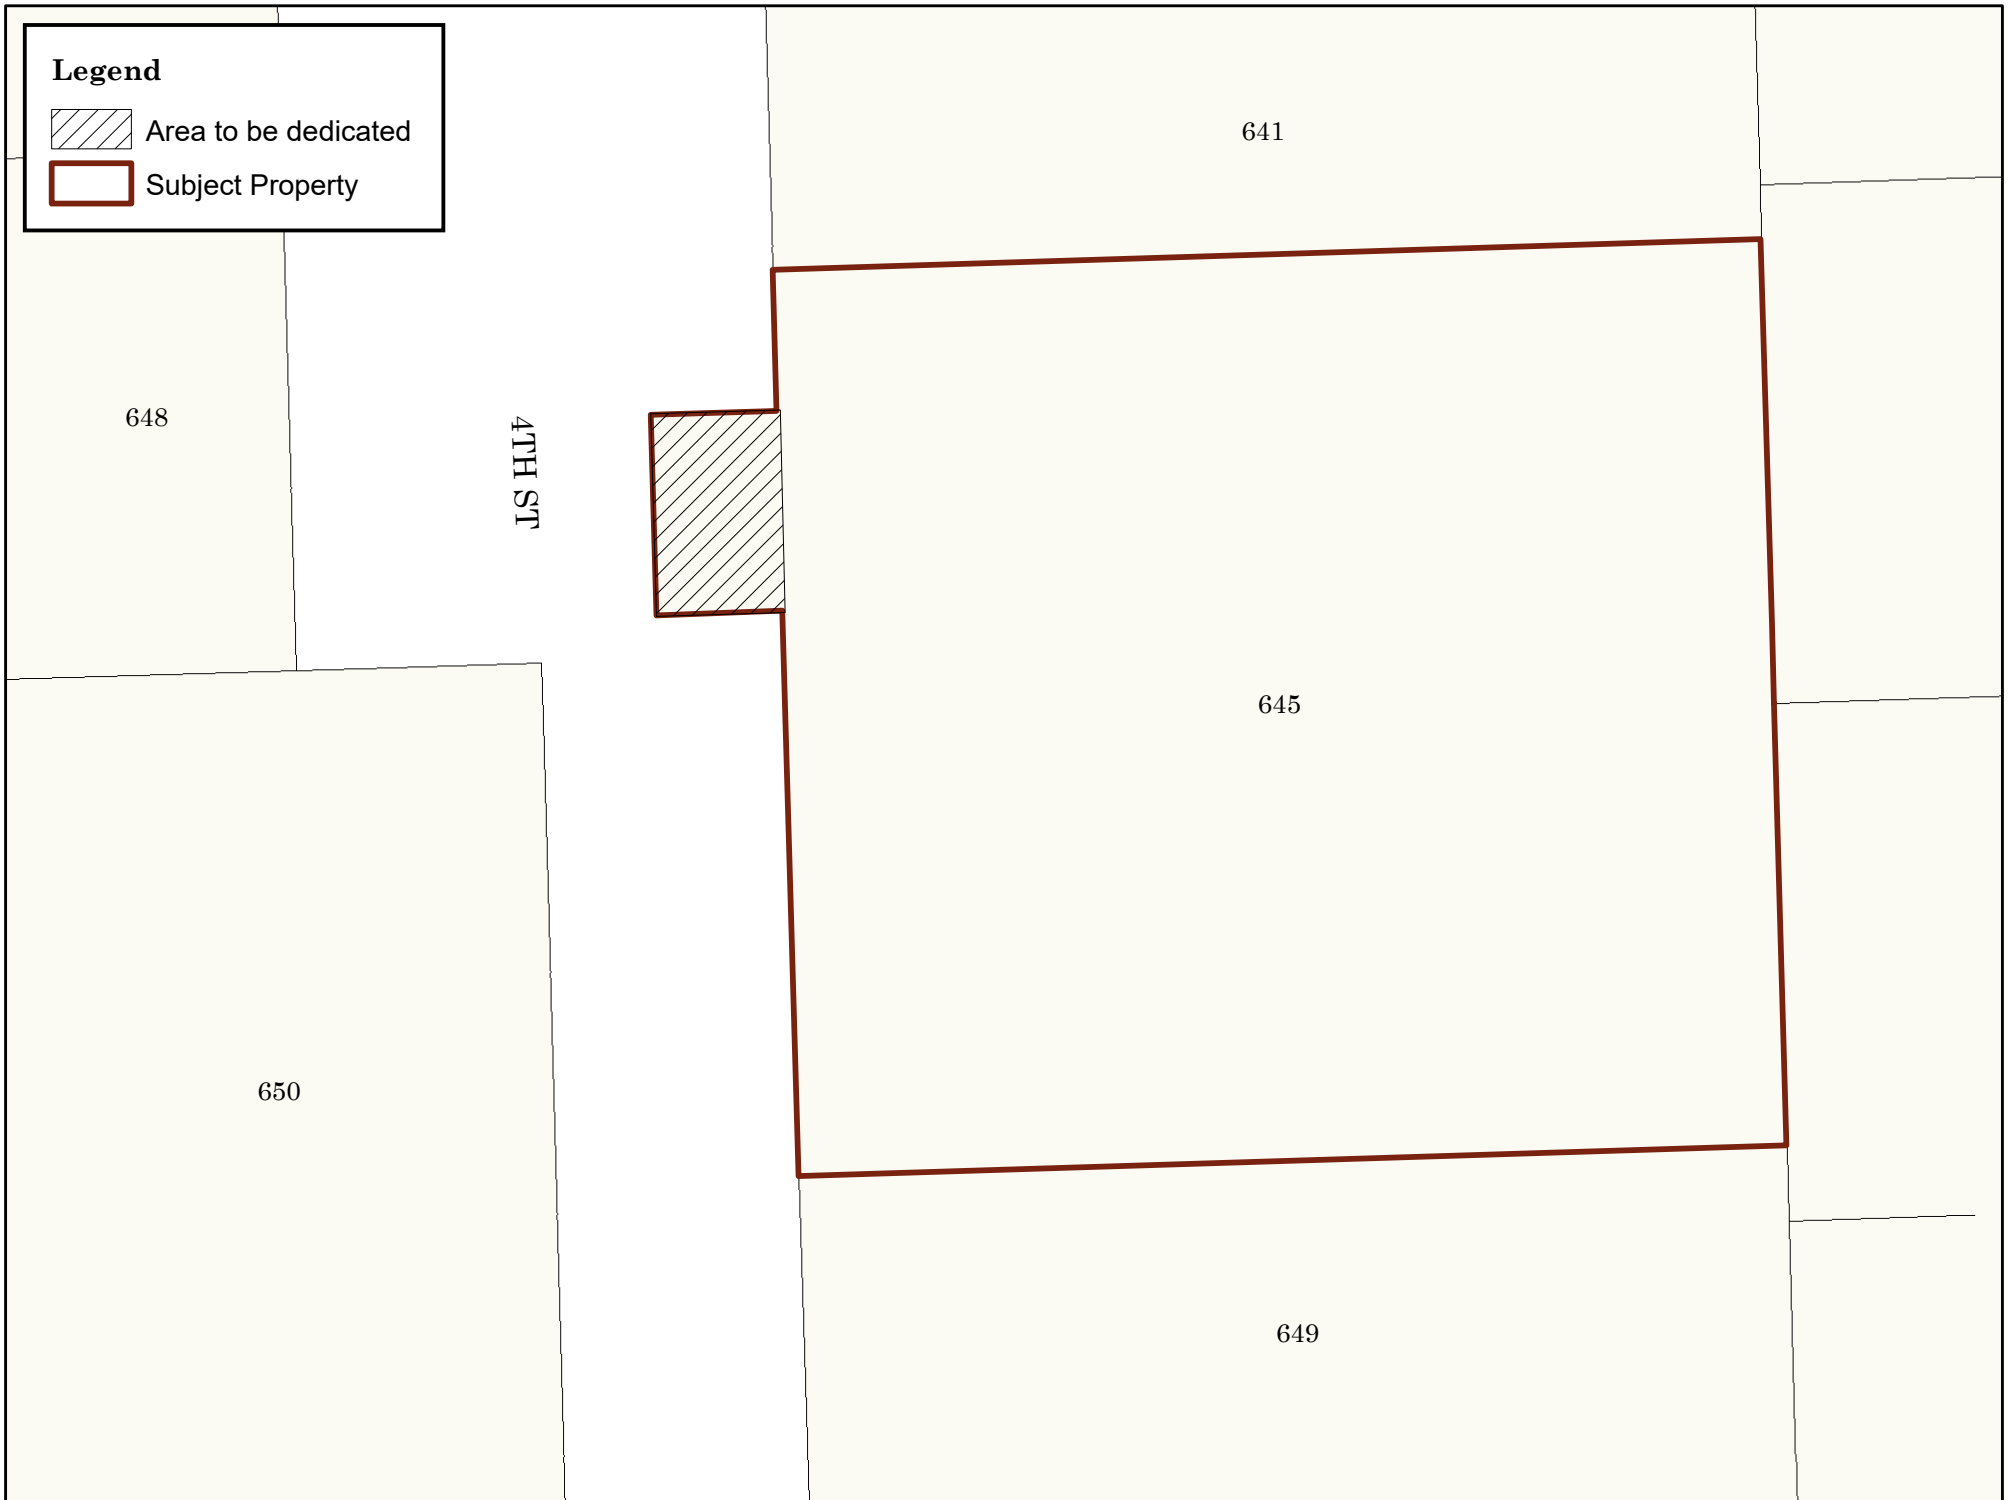 Legend
Area to be dedicated
Subject Property
641
648
4TH ST
645
650
649